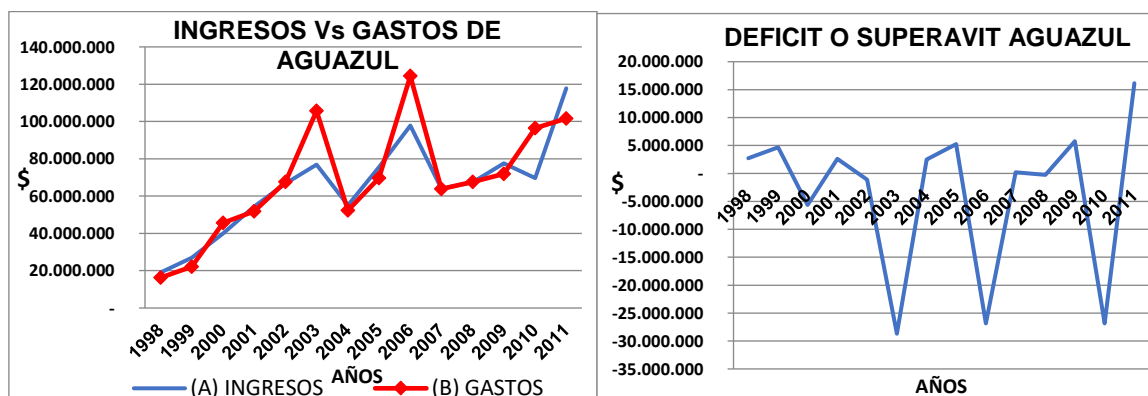 INGRESOS Vs GASTOS DE
AGUAZUL
$
140.000.000
120.000.000
100.000.000
80.000.000
60.000.000
40.000.000
20.000.000
-
1998 1999 2000 2001 2002 2003 2004 2005 2006 2007 2008 2009 2010 2011
AÑOS
(A) INGRESOS (B) GASTOS
DEFICIT O SUPERAVIT AGUAZUL
$
20.000.000
15.000.000
10.000.000
5.000.000
-
-5.000.000
-10.000.000
-15.000.000
-20.000.000
-25.000.000
-30.000.000
-35.000.000
1998 1999 2000 2001 2002 2003 2004 2005 2006 2007 2008 2009 2010 2011
AÑOS